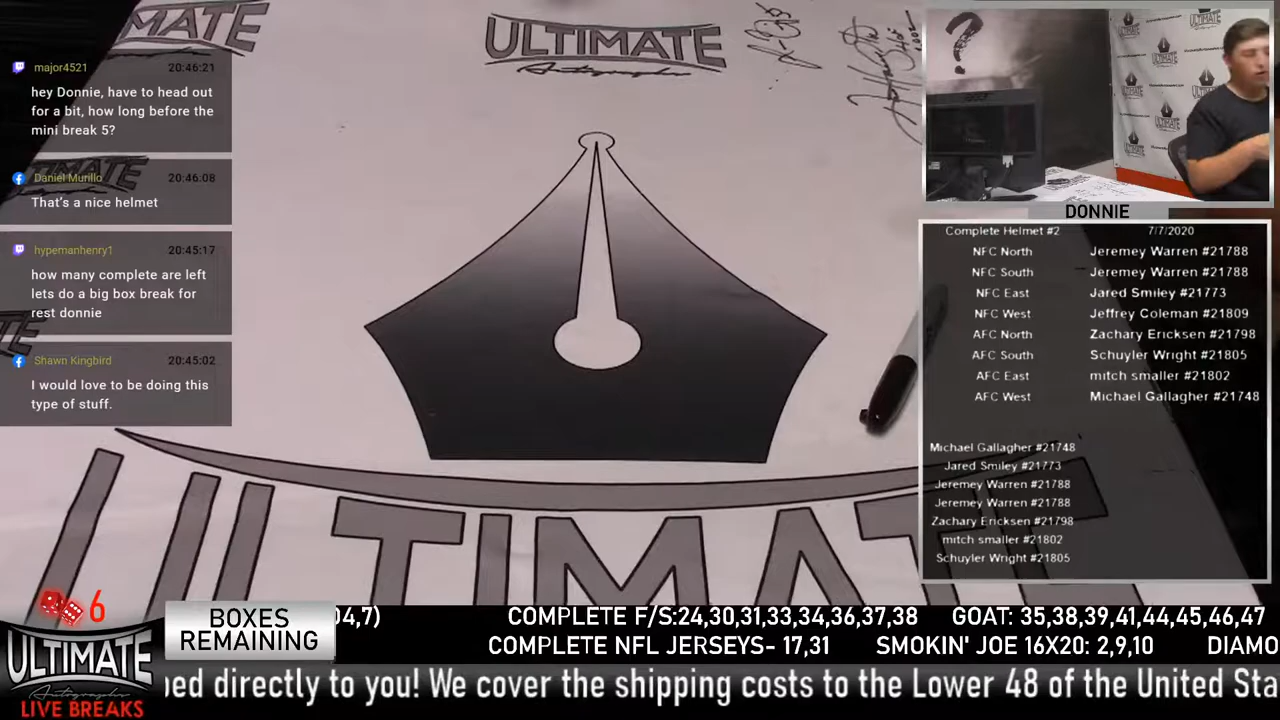 ULTIMATE
ULTIMATE
Autographs
major4521 20:46:21
hey Donnie, have to head out
for a bit, how long before the
mini break 5?
Daniel Murillo 20:46:08
That's a nice helmet
hypemanhenry1 20:45:17
how many complete are left
lets do a big box break for
rest donnie
Shawn Kingbird 20:45:02
I would love to be doing this
type of stuff.
DONNIE
Complete Helmet #2 7/7/2020
NFC North Jeremey Warren #21788
NFC South Jeremey Warren #21788
NFC East Jared Smiley #21773
NFC West Jeffrey Coleman #21809
AFC North Zachary Ericksen #21798
AFC South Schuyler Wright #21805
AFC East mitch smaller #21802
AFC West Michael Gallagher #21748
Michael Gallagher #21748
Jared Smiley #21773
Jeremey Warren #21788
Jeremey Warren #21788
Zachary Ericksen #21798
mitch smaller #21802
Schuyler Wright #21805
ULTIMATE
6
ULTIMATE
Autographs
LIVE BREAKS
BOXES
REMAINING
04,7) COMPLETE F/S:24,30,31,33,34,36,37,38 GOAT: 35,38,39,41,44,45,46,47
COMPLETE NFL JERSEYS- 17,31 SMOKIN' JOE 16X20: 2,9,10 DIAMO
ped directly to you! We cover the shipping costs to the Lower 48 of the United Sta